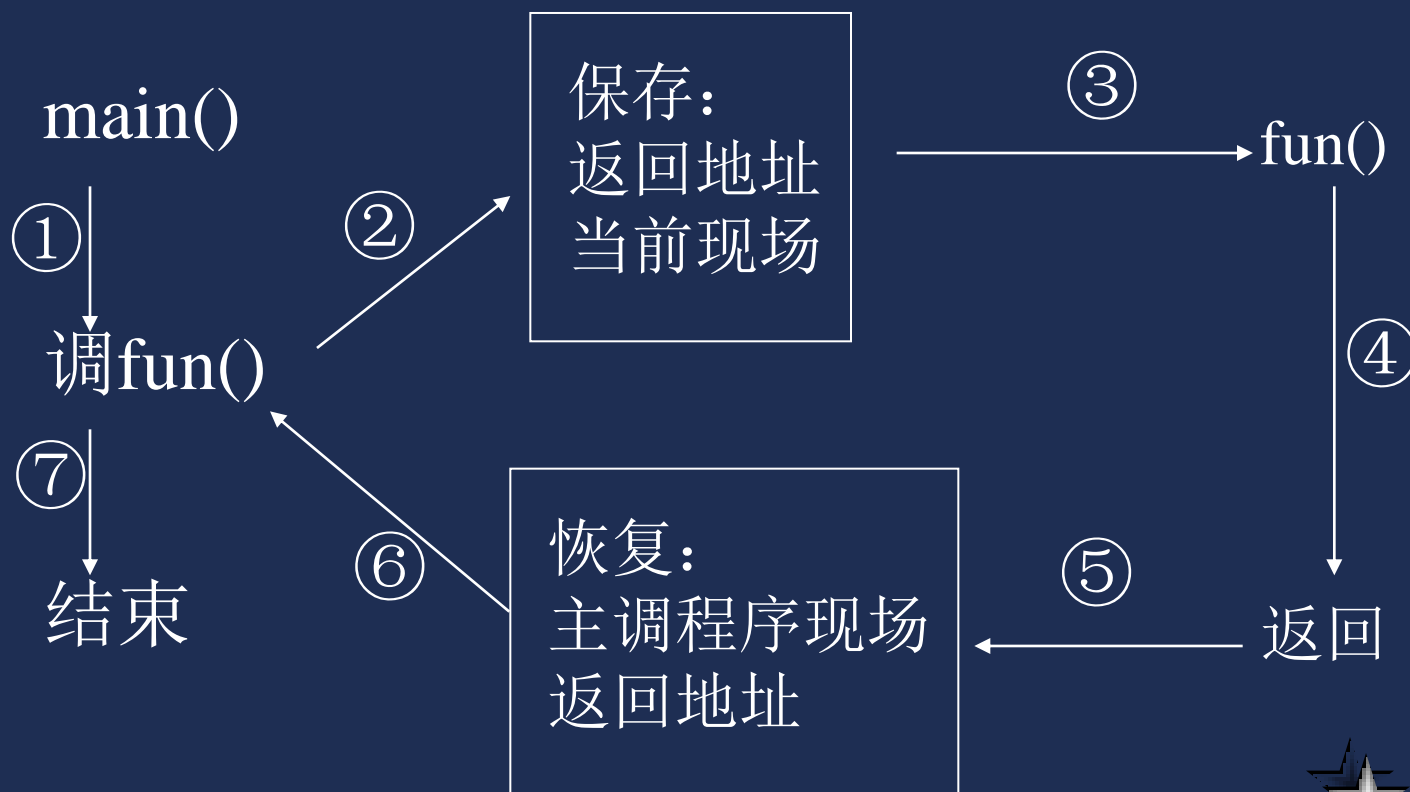 main()
①
调fun()
②
保存：
返回地址
当前现场
③
fun()
④
返回
⑤
恢复：
主调程序现场
返回地址
⑥
⑦
结束